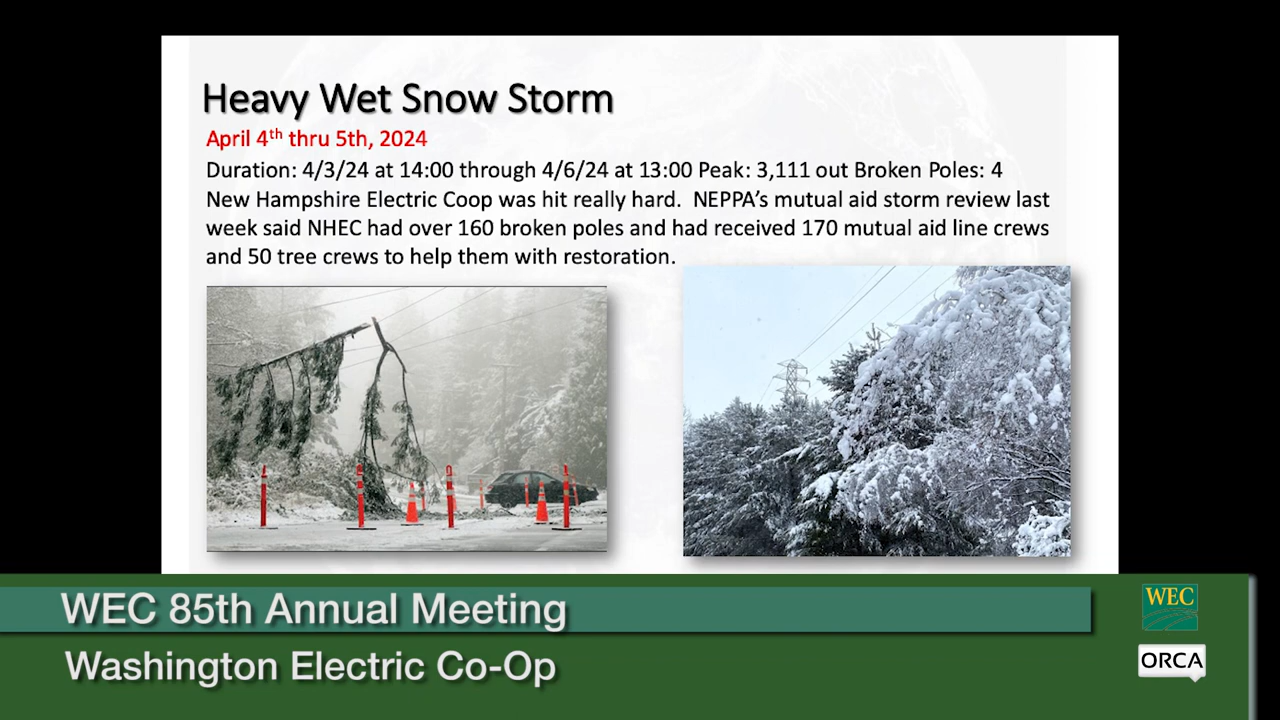 Heavy Wet Snow Storm
April 4th thru 5th, 2024
Duration: 4/3/24 at 14:00 through 4/6/24 at 13:00 Peak: 3,111 out Broken Poles: 4
New Hampshire Electric Coop was hit really hard.  NEPPA's mutual aid storm review last
week said NHEC had over 160 broken poles and had received 170 mutual aid line crews
and 50 tree crews to help them with restoration.
WEC 85th Annual Meeting
WEC
Washington Electric Co-Op
ORCA